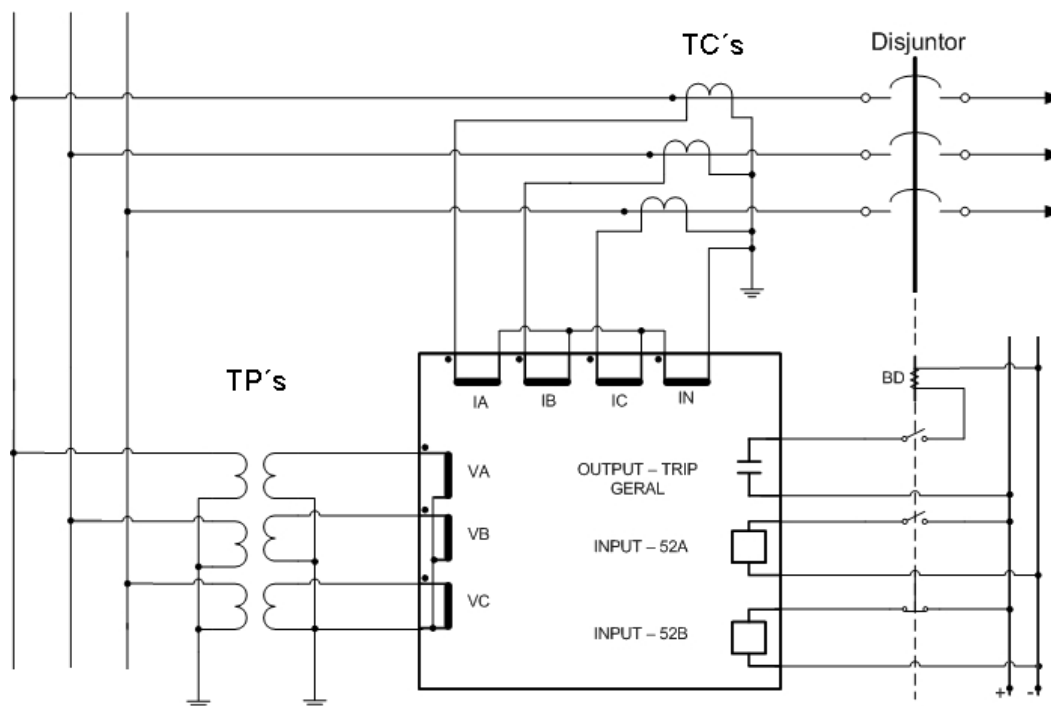 TC´s
Disjuntor
TP´s
IA
IB
IC
IN
BD
VA
VB
VC
OUTPUT – TRIP
GERAL
INPUT – 52A
INPUT – 52B
+
-